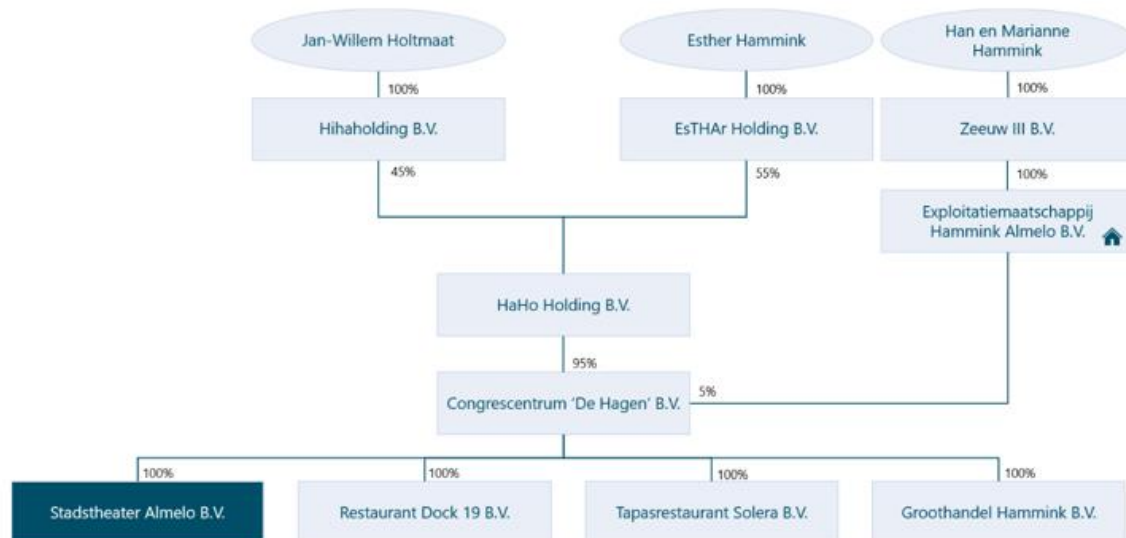 Jan-Willem Holtmaat
Esther Hammink
Han en Marianne
Hammink
100%
100%
100%
Hihaholding B.V.
EsTHAr Holding B.V.
Zeeuw III B.V.
45%
55%
100%
Exploitatiemaatschappij
Hammink Almelo B.V.
HaHo Holding B.V.
95%
5%
Congrescentrum ‘De Hagen’ B.V.
100%
100%
100%
100%
Stadstheater Almelo B.V.
Restaurant Dock 19 B.V.
Tapasrestaurant Solera B.V.
Groothandel Hammink B.V.